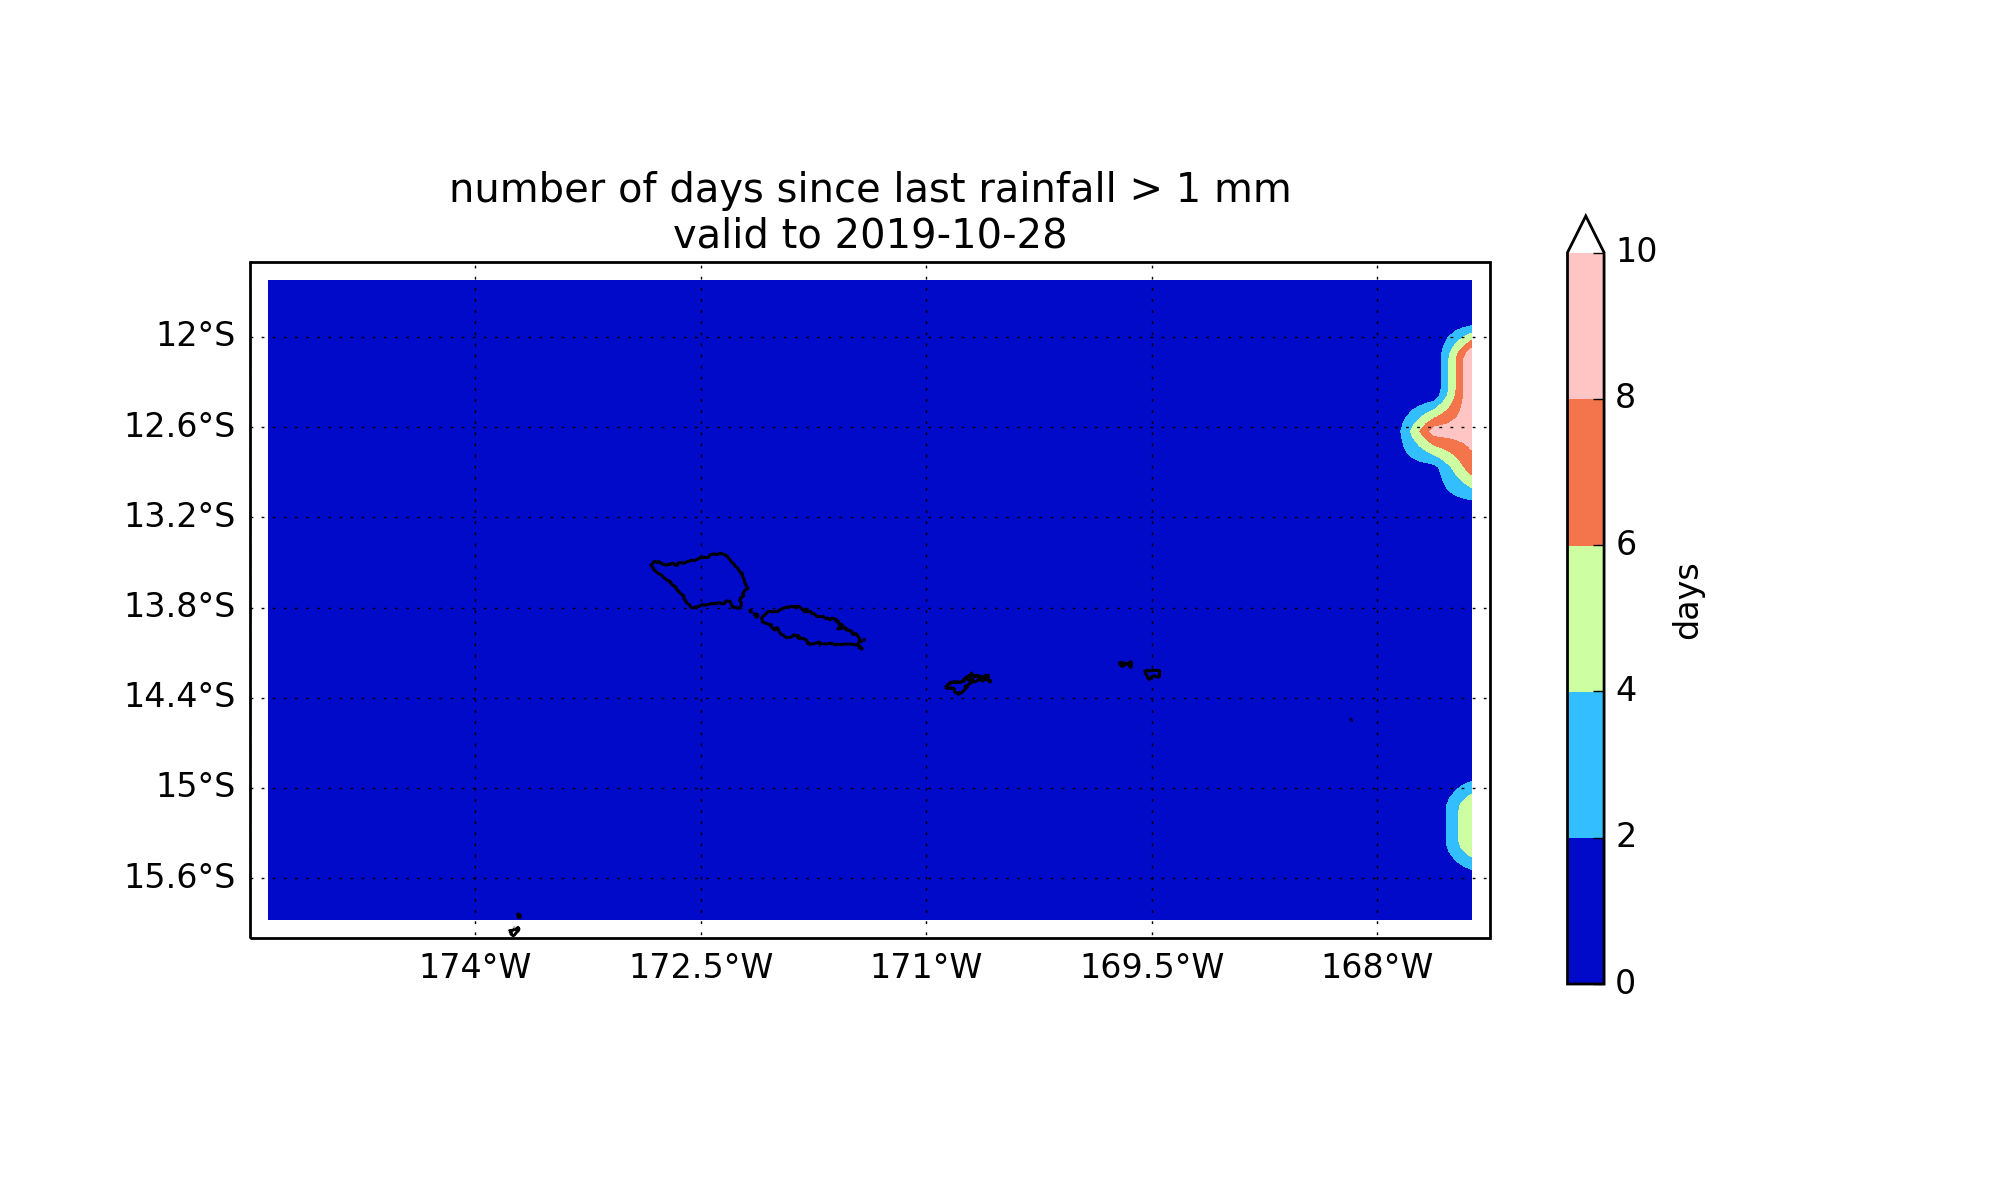 number of days since last rainfall > 1 mm
valid to 2019-10-28
12°S
12.6°S
13.2°S
13.8°S
14.4°S
15°S
15.6°S
174°W
172.5°W
171°W
169.5°W
168°W
10
8
6
4
2
0
days